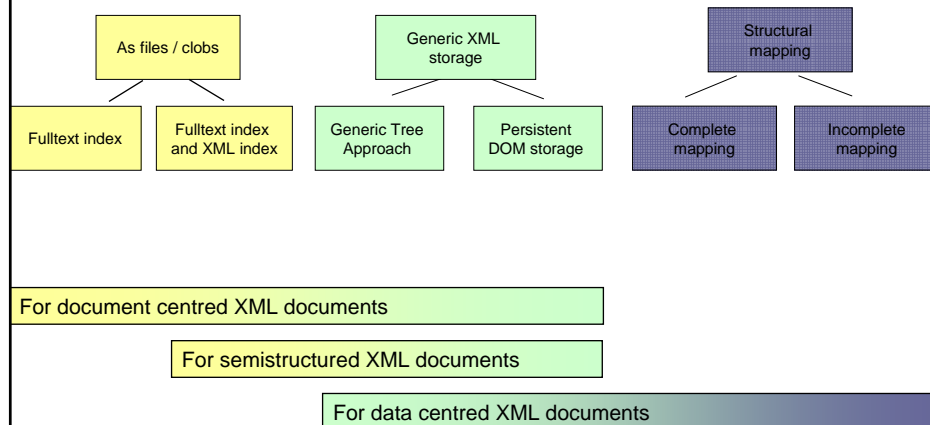 As files / clobs
Generic XML
storage
Structural
mapping
Fulltext index
Fulltext index
and XML index
Generic Tree
Approach
Persistent
DOM storage
Complete
mapping
Incomplete
mapping
For document centred XML documents
For semistructured XML documents
For data centred XML documents